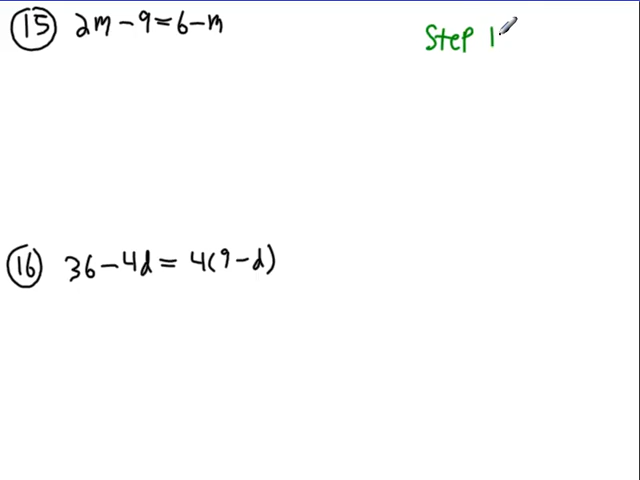 15 2m - 9 = 6 - m
Step 1
16 36 - 4d = 4(9 - d)